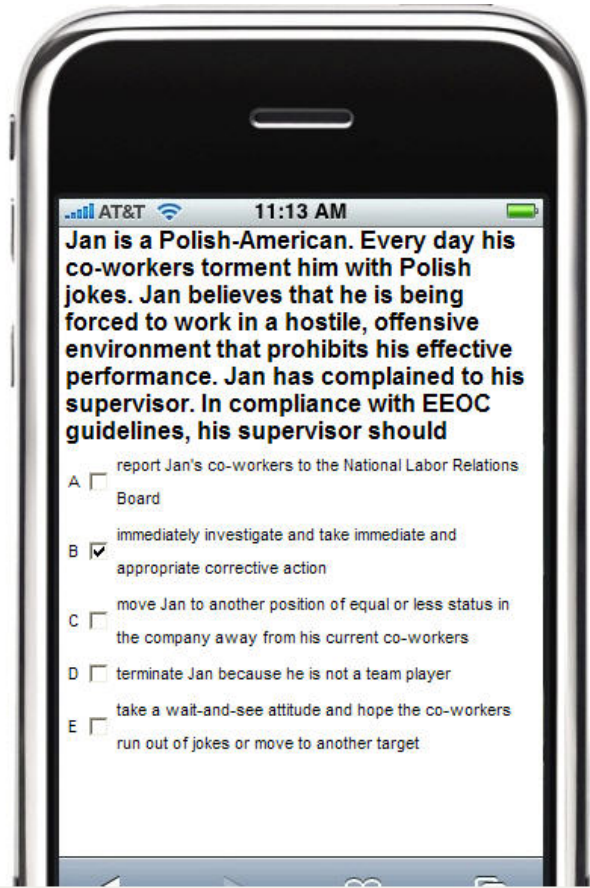 AT&T 11:13 AM
Jan is a Polish-American. Every day his
co-workers torment him with Polish
jokes. Jan believes that he is being
forced to work in a hostile, offensive
environment that prohibits his effective
performance. Jan has complained to his
supervisor. In compliance with EEOC
guidelines, his supervisor should
A report Jan's co-workers to the National Labor Relations
Board
B immediately investigate and take immediate and
appropriate corrective action
C move Jan to another position of equal or less status in
the company away from his current co-workers
D terminate Jan because he is not a team player
E take a wait-and-see attitude and hope the co-workers
run out of jokes or move to another target